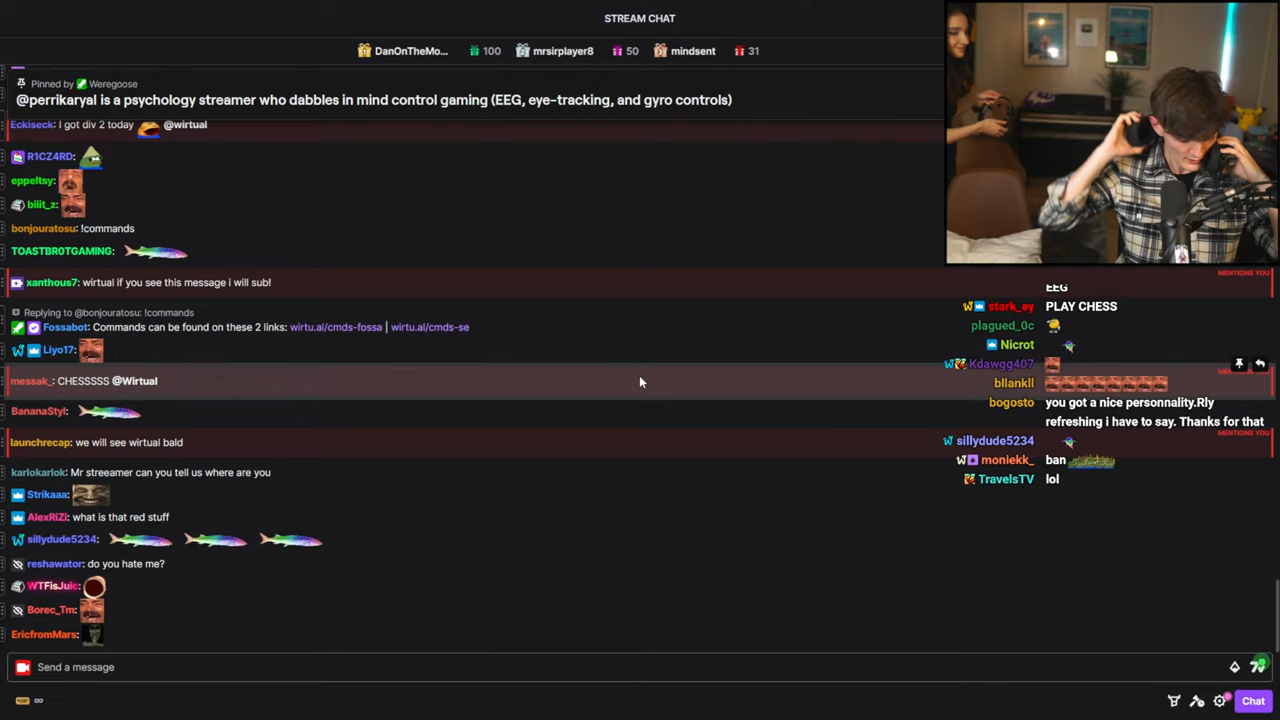 STREAM CHAT
DanOnTheMo... 100 mrsirplayer8 50 mindsent 31
Pinned by Weregoose
@perrikaryal is a psychology streamer who dabbles in mind control gaming (EEG, eye-tracking, and gyro controls)
Eckiseck: I got div 2 today @wirtual
R1CZ4RD:
eppeltsy:
biiit_z:
bonjouratosu: !commands
TOASTBR0TGAMING:
MENTIONS YOU
xanthous7: wirtual if you see this message i will sub!
Replying to @bonjouratosu: !commands
Fossabot: Commands can be found on these 2 links: wirtu.al/cmds-fossa | wirtu.al/cmds-se
Liyo17:
messak_: CHESSSSS @Wirtual
BananaStyl:
MENTIONS YOU
launchrecap: we will see wirtual bald
karlokarlok: Mr streeamer can you tell us where are you
Strikaaa:
AlexRiZi: what is that red stuff
sillydude5234:
reshawator: do you hate me?
WTFisJuic:
Borec_Tm:
EricfromMars:
Send a message
Chat
EEG
stark_ey PLAY CHESS
plagued_0c
Nicrot
Kdawgg407
bllankll
bogosto you got a nice personnality.Rly
refreshing i have to say. Thanks for that
sillydude5234
moniekk_ ban
TravelsTV lol